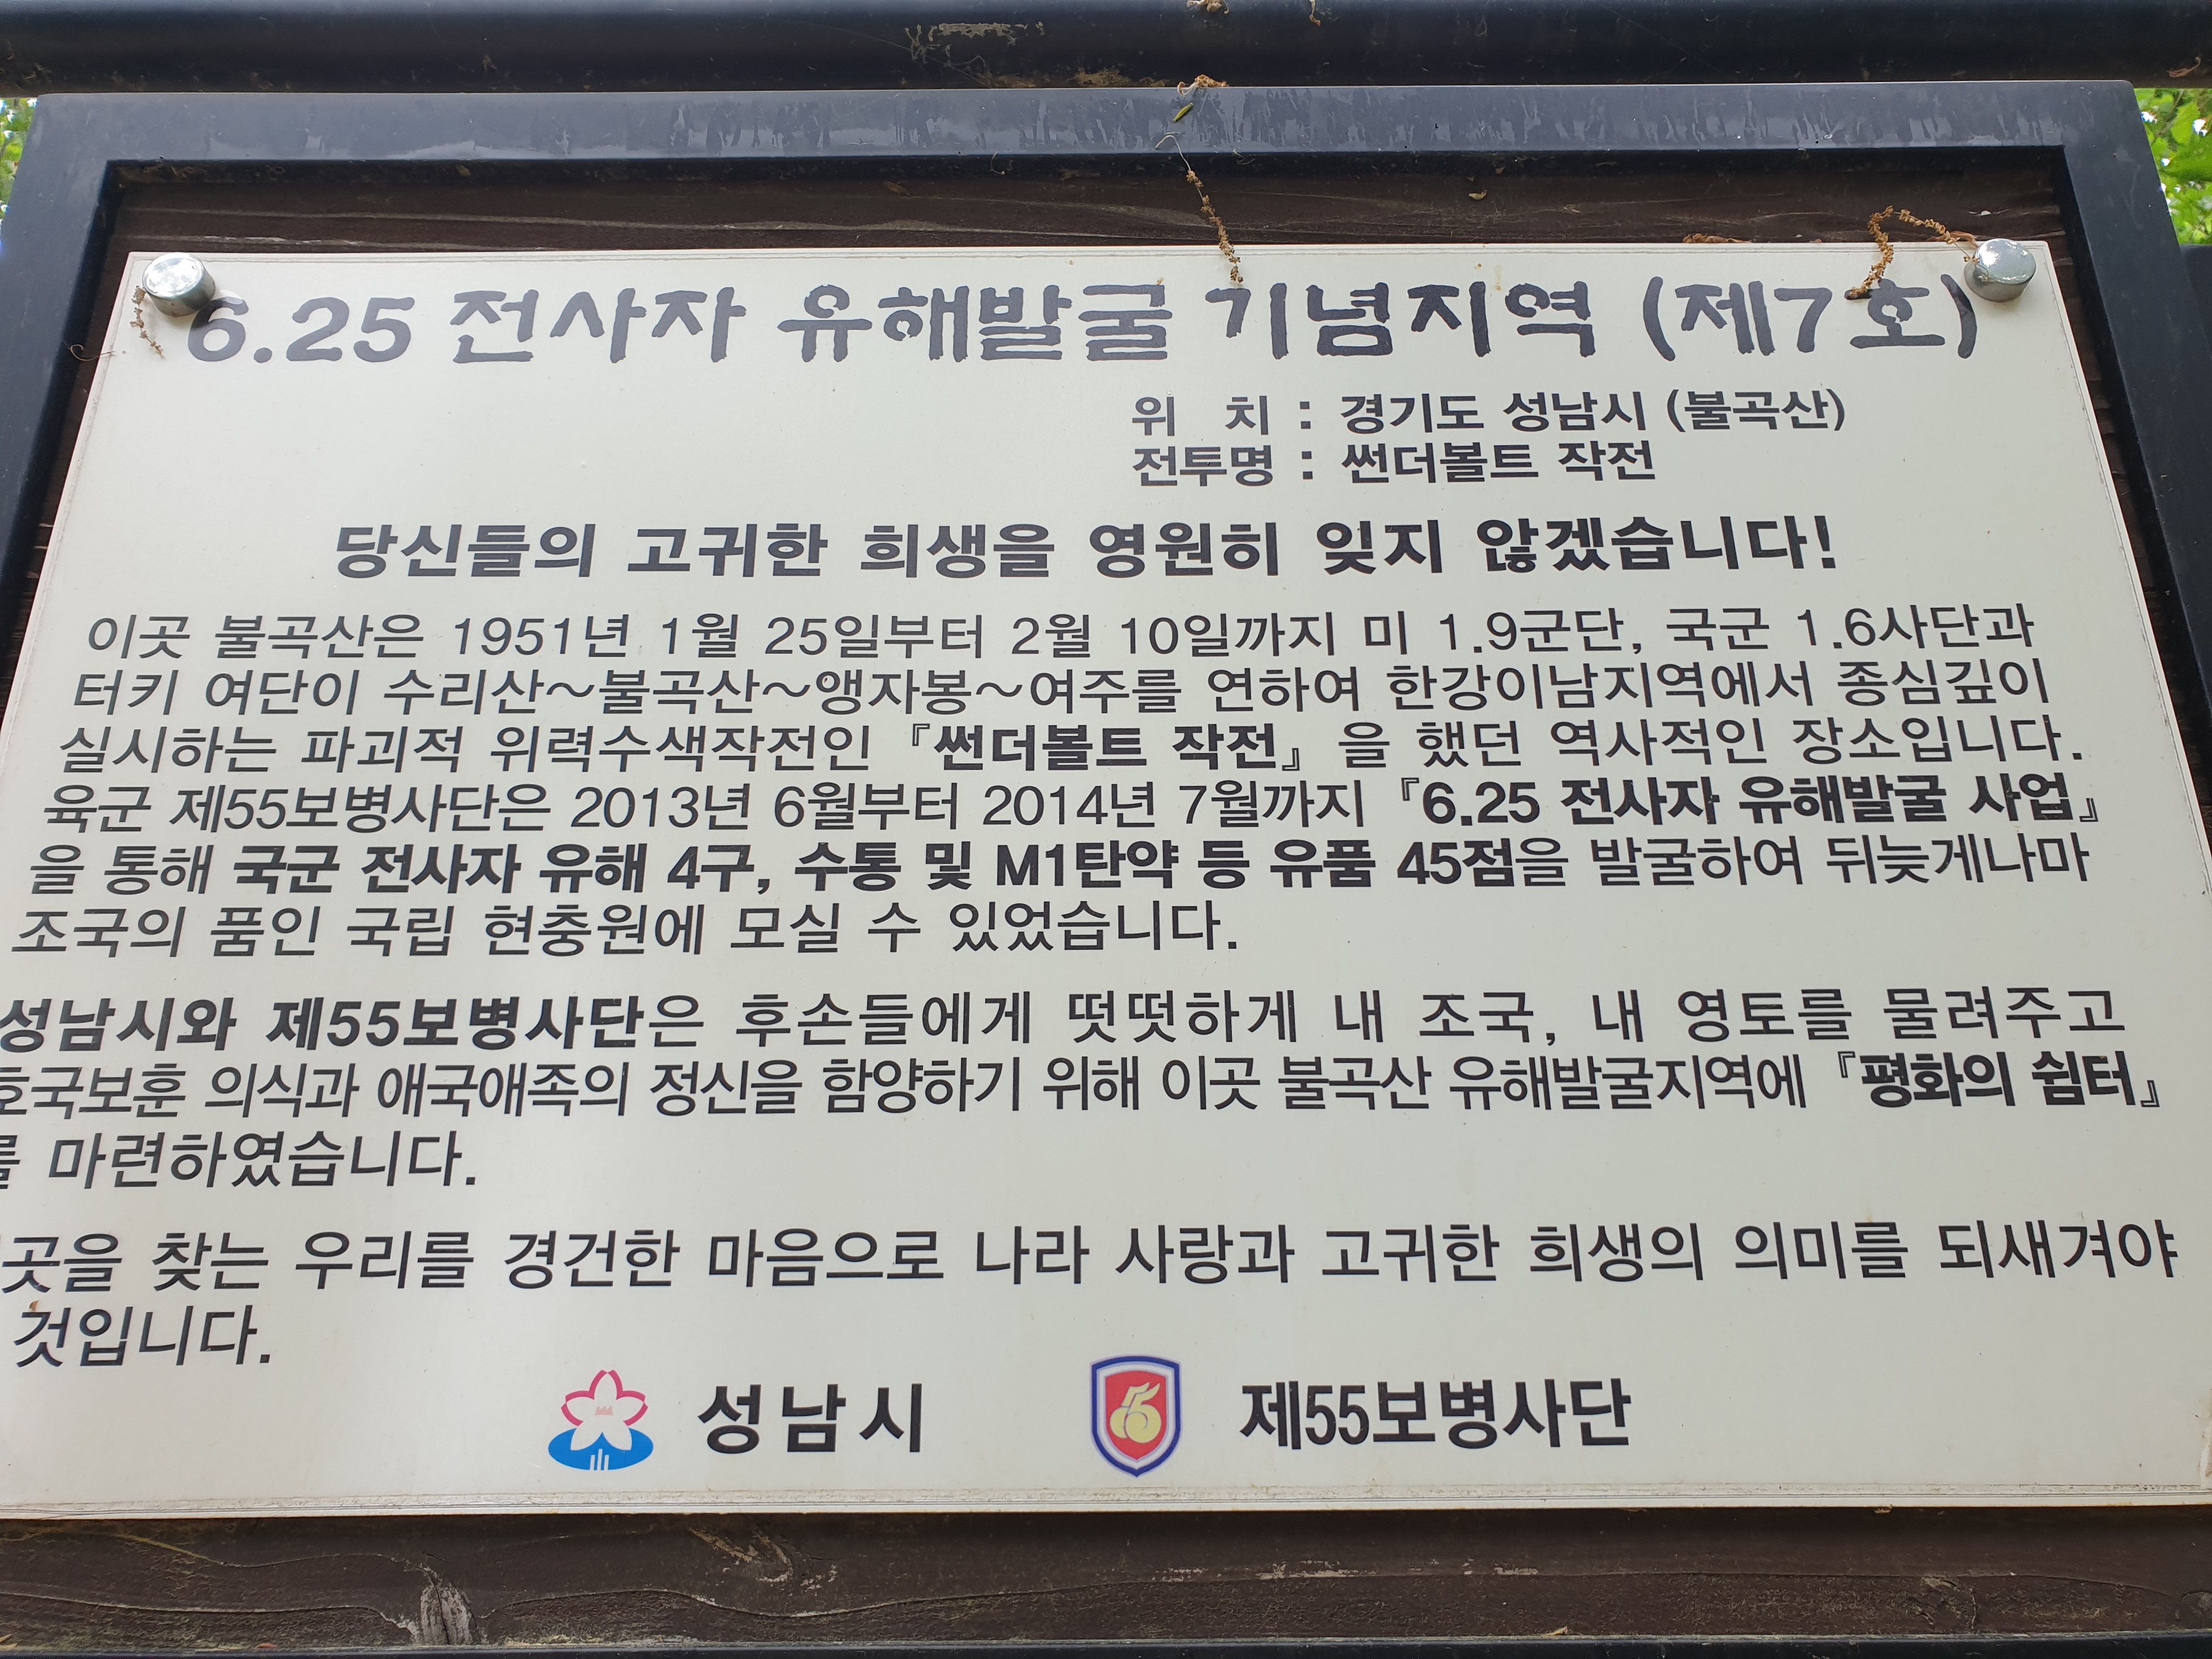 6.25 전사자 유해발굴 기념지역 (제7호)
위 치 : 경기도 성남시 (불곡산)
전투명 : 썬더볼트 작전
당신들의 고귀한 희생을 영원히 잊지 않겠습니다!
이곳 불곡산은 1951년 1월 25일부터 2월 10일까지 미 1.9군단, 국군 1.6사단과
터키 여단이 수리산~불곡산~앵자봉~여주를 연하여 한강이남지역에서 종심깊이
실시하는 파괴적 위력수색작전인 『썬더볼트 작전』을 했던 역사적인 장소입니다.
육군 제55보병사단은 2013년 6월부터 2014년 7월까지 『6.25 전사자 유해발굴 사업』
을 통해 국군 전사자 유해 4구, 수통 및 M1탄약 등 유품 45점을 발굴하여 뒤늦게나마
조국의 품인 국립 현충원에 모실 수 있었습니다.
성남시와 제55보병사단은 후손들에게 떳떳하게 내 조국, 내 영토를 물려주고
호국보훈 의식과 애국애족의 정신을 함양하기 위해 이곳 불곡산 유해발굴지역에 『평화의 쉼터』
를 마련하였습니다.
곳을 찾는 우리를 경건한 마음으로 나라 사랑과 고귀한 희생의 의미를 되새겨야
것입니다.
성남시 제55보병사단